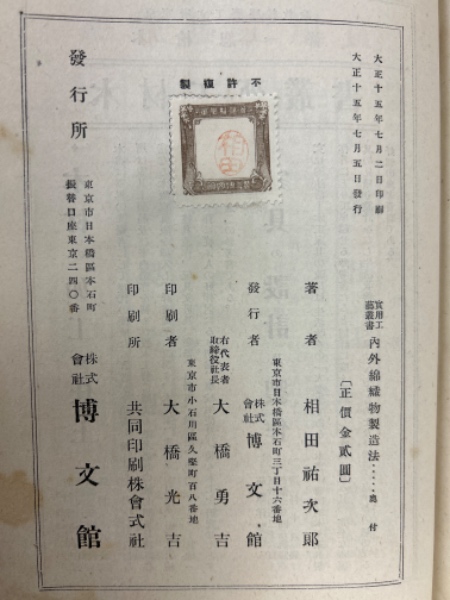 大正十五年七月二日印刷
大正十五年七月五日發行
實用工藝叢書 內外綿織物製造法……奧付
〔正價金貳圓〕
不許複製
相田
著者 相田祐次郎
東京市日本橋區本石町三丁目十六番地
發行者 株式會社 博文館
右代表者取締役社長 大橋勇吉
東京市小石川區久堅町百八番地
印刷者 大橋光吉
印刷所 共同印刷株會式社
發行所
東京市日本橋區本石町
振替口座東京二四〇番
株式會社 博文館